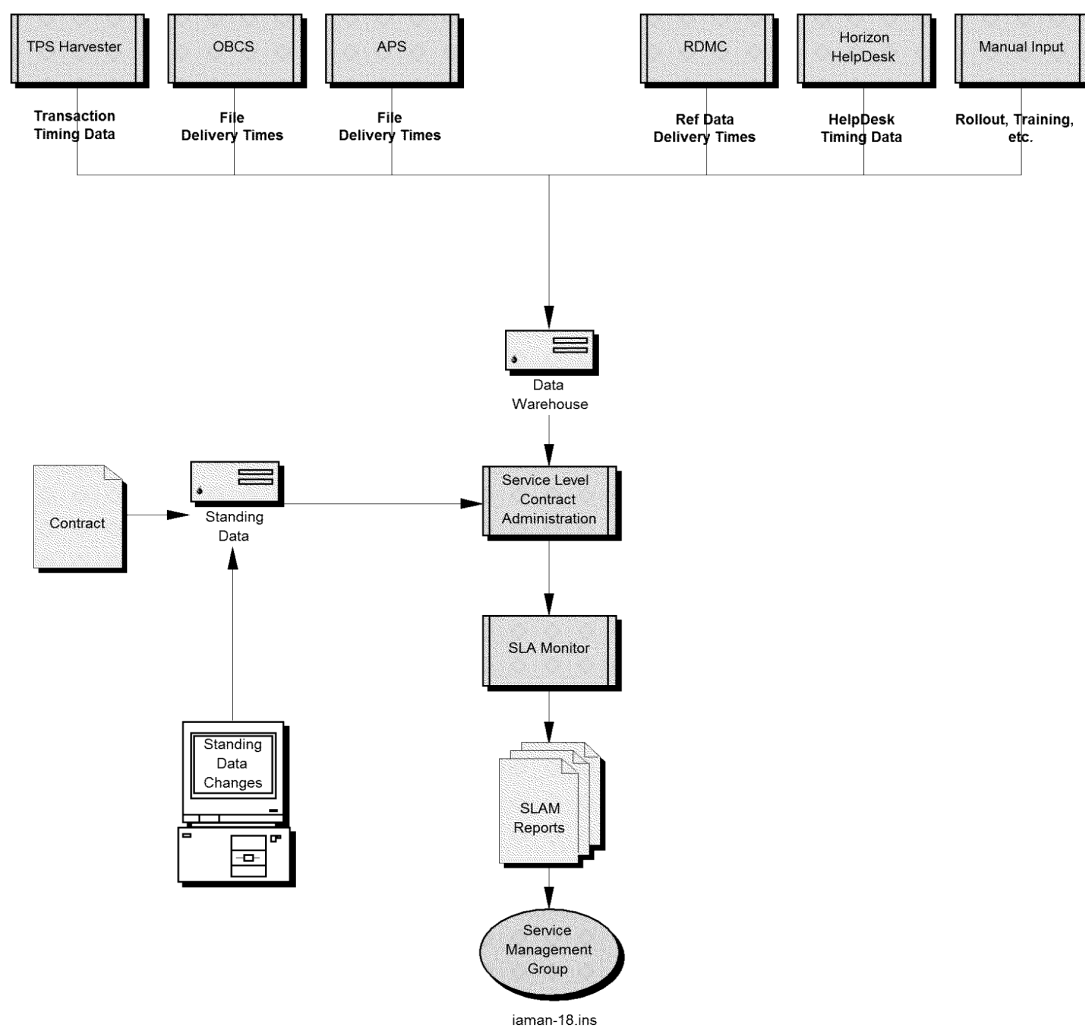 TPS Harvester
OBCS
APS
RDMC
Horizon
HelpDesk
Manual Input
Transaction
Timing Data
File
Delivery Times
File
Delivery Times
Ref Data
Delivery Times
HelpDesk
Timing Data
Rollout, Training,
etc.
Data
Warehouse
Contract
Standing
Data
Service Level
Contract
Administration
SLA Monitor
Standing
Data
Changes
SLAM
Reports
Service
Management
Group
iaman-18.ins